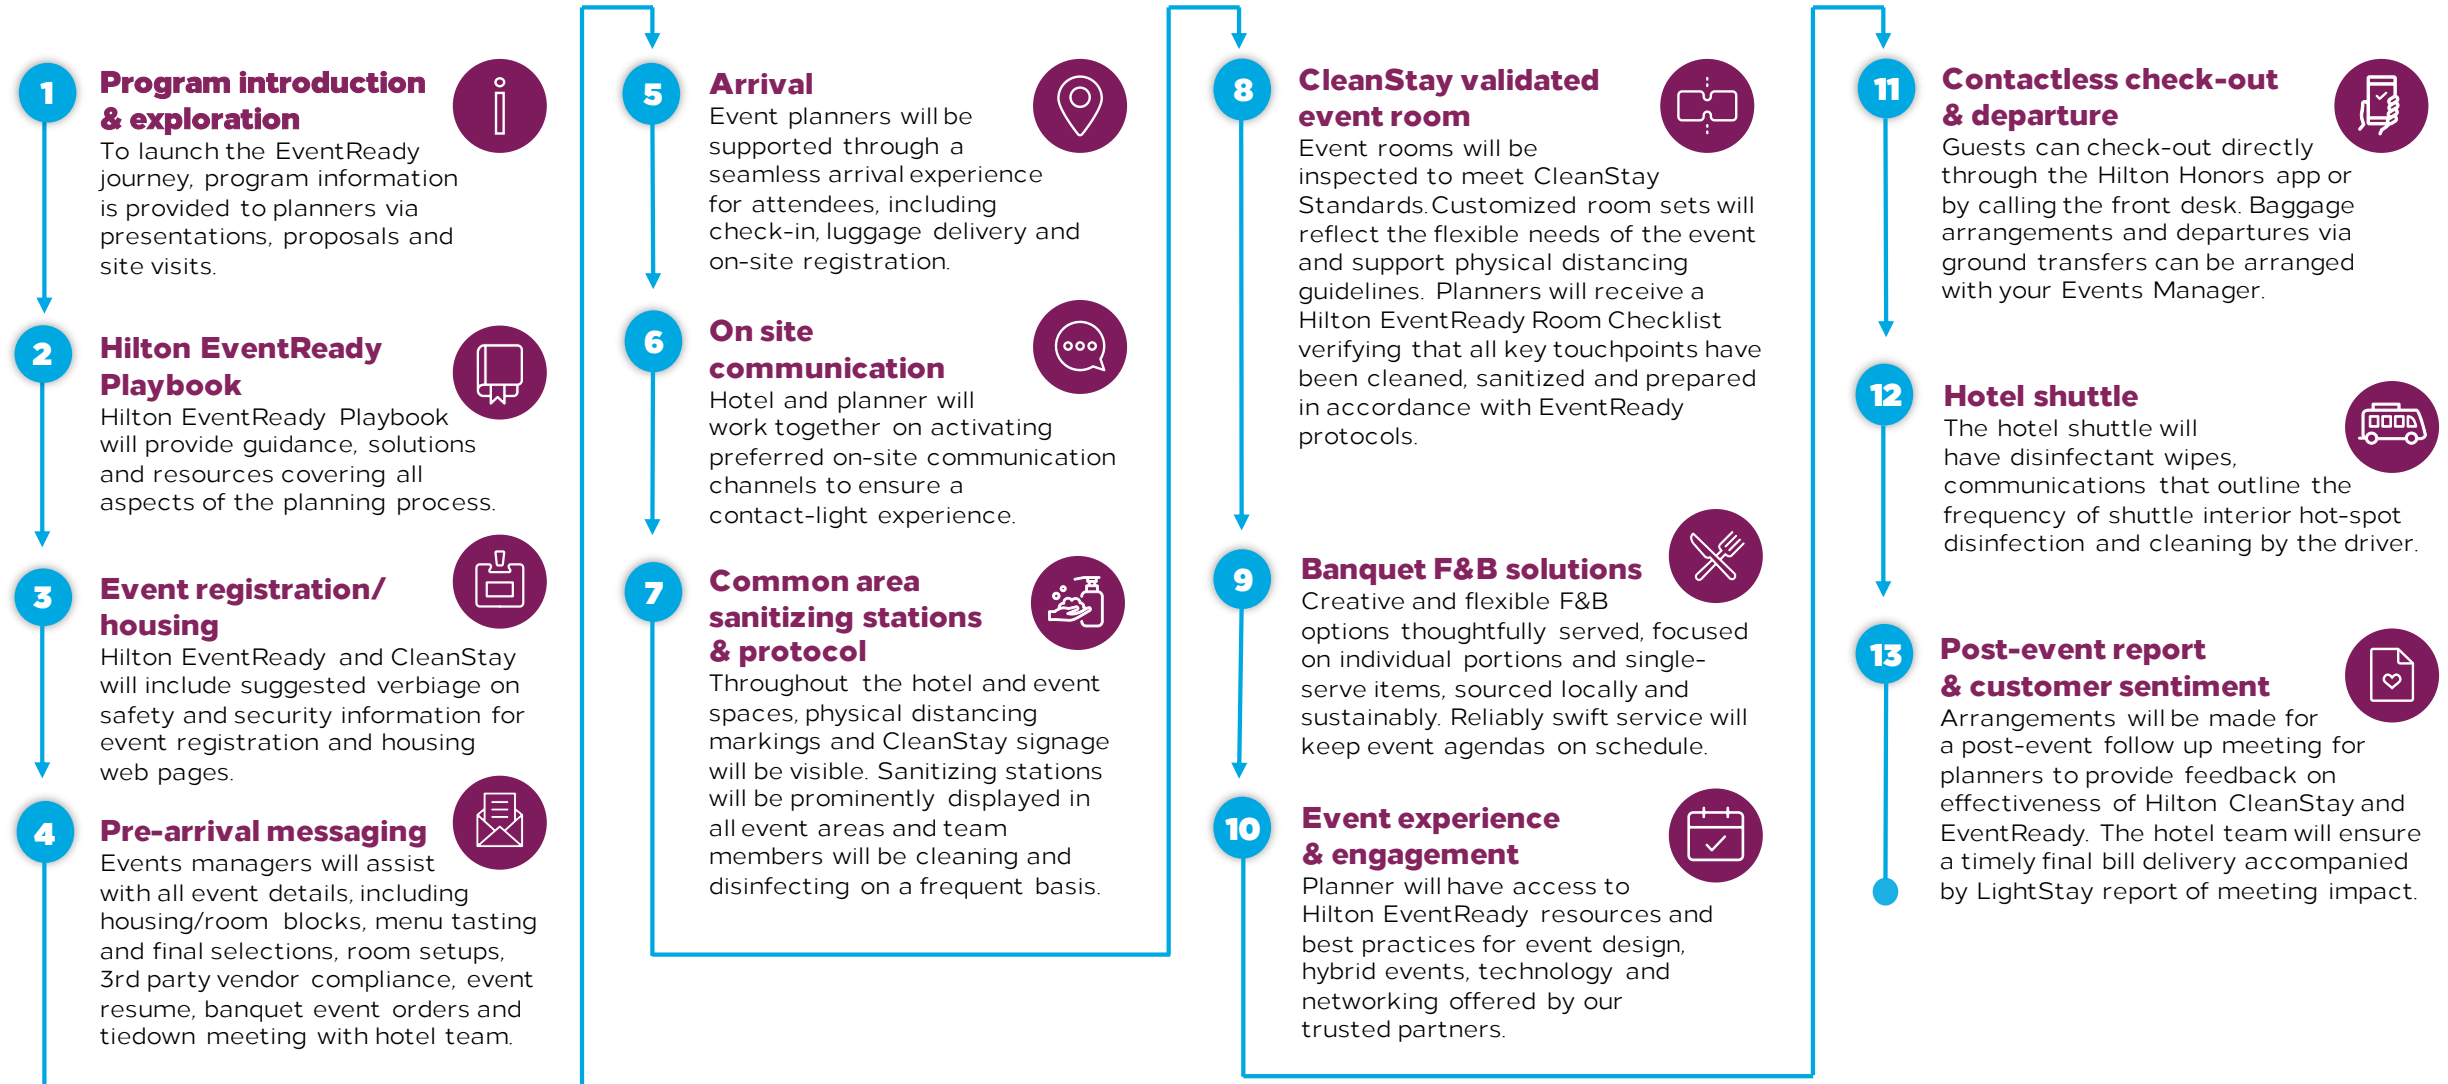 1
Program introduction
& exploration
To launch the EventReady
journey, program information
is provided to planners via
presentations, proposals and
site visits.
2
Hilton EventReady
Playbook
Hilton EventReady Playbook
will provide guidance, solutions
and resources covering all
aspects of the planning process.
3
Event registration/
housing
Hilton EventReady and CleanStay
will include suggested verbiage on
safety and security information for
event registration and housing
web pages.
4
Pre-arrival messaging
Events managers will assist
with all event details, including
housing/room blocks, menu tasting
and final selections, room setups,
3rd party vendor compliance, event
resume, banquet event orders and
tiedown meeting with hotel team.
5
Arrival
Event planners will be
supported through a
seamless arrival experience
for attendees, including
check-in, luggage delivery and
on-site registration.
6
On site
communication
Hotel and planner will
work together on activating
preferred on-site communication
channels to ensure a
contact-light experience.
7
Common area
sanitizing stations
& protocol
Throughout the hotel and event
spaces, physical distancing
markings and CleanStay signage
will be visible. Sanitizing stations
will be prominently displayed in
all event areas and team
members will be cleaning and
disinfecting on a frequent basis.
8
CleanStay validated
event room
Event rooms will be
inspected to meet CleanStay
Standards. Customized room sets will
reflect the flexible needs of the event
and support physical distancing
guidelines. Planners will receive a
Hilton EventReady Room Checklist
verifying that all key touchpoints have
been cleaned, sanitized and prepared
in accordance with EventReady
protocols.
9
Banquet F&B solutions
Creative and flexible F&B
options thoughtfully served, focused
on individual portions and single-
serve items, sourced locally and
sustainably. Reliably swift service will
keep event agendas on schedule.
10
Event experience
& engagement
Planner will have access to
Hilton EventReady resources and
best practices for event design,
hybrid events, technology and
networking offered by our
trusted partners.
11
Contactless check-out
& departure
Guests can check-out directly
through the Hilton Honors app or
by calling the front desk. Baggage
arrangements and departures via
ground transfers can be arranged
with your Events Manager.
12
Hotel shuttle
The hotel shuttle will
have disinfectant wipes,
communications that outline the
frequency of shuttle interior hot-spot
disinfection and cleaning by the driver.
13
Post-event report
& customer sentiment
Arrangements will be made for
a post-event follow up meeting for
planners to provide feedback on
effectiveness of Hilton CleanStay and
EventReady. The hotel team will ensure
a timely final bill delivery accompanied
by LightStay report of meeting impact.